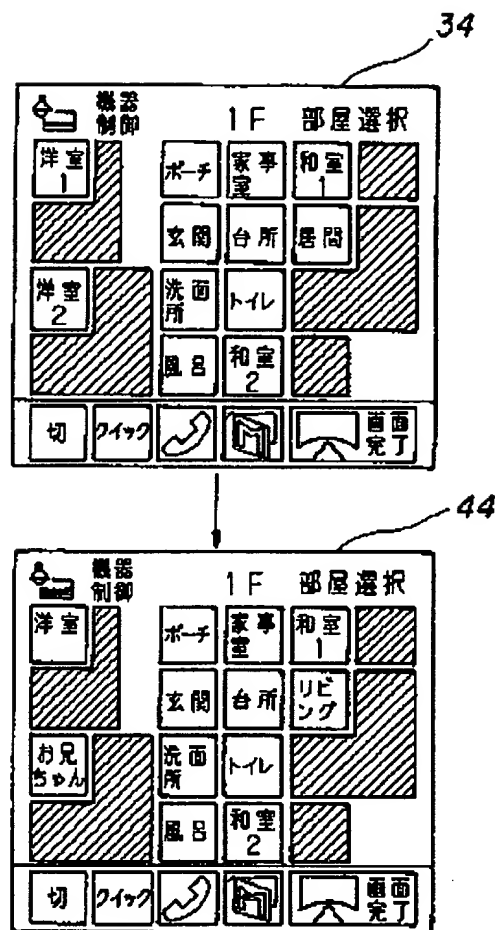 34
機器
制御
1F 部屋選択
洋室
1
ポーチ
家事
室
和室
1
玄関
台所
居間
洋室
2
洗面
所
トイレ
風呂
和室
2
切
クイック
画面
完了
44
機器
制御
1F 部屋選択
洋室
ポーチ
家事
室
和室
1
玄関
台所
リビ
ング
お兄
ちゃん
洗面
所
トイレ
風呂
和室
2
切
クイック
画面
完了